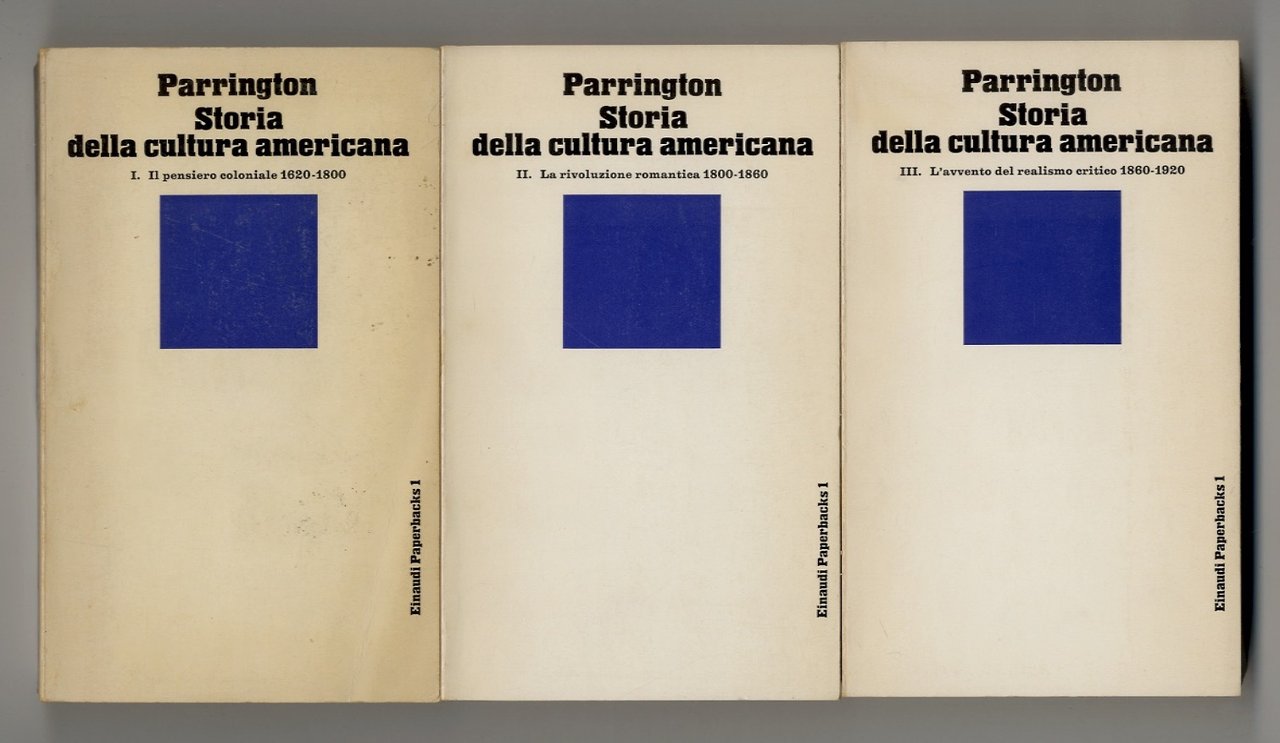 Parrington
Storia
della cultura americana
I. Il pensiero coloniale 1620-1800
Einaudi Paperbacks 1
Parrington
Storia
della cultura americana
II. La rivoluzione romantica 1800-1860
Einaudi Paperbacks 1
Parrington
Storia
della cultura americana
III. L'avvento del realismo critico 1860-1920
Einaudi Paperbacks 1